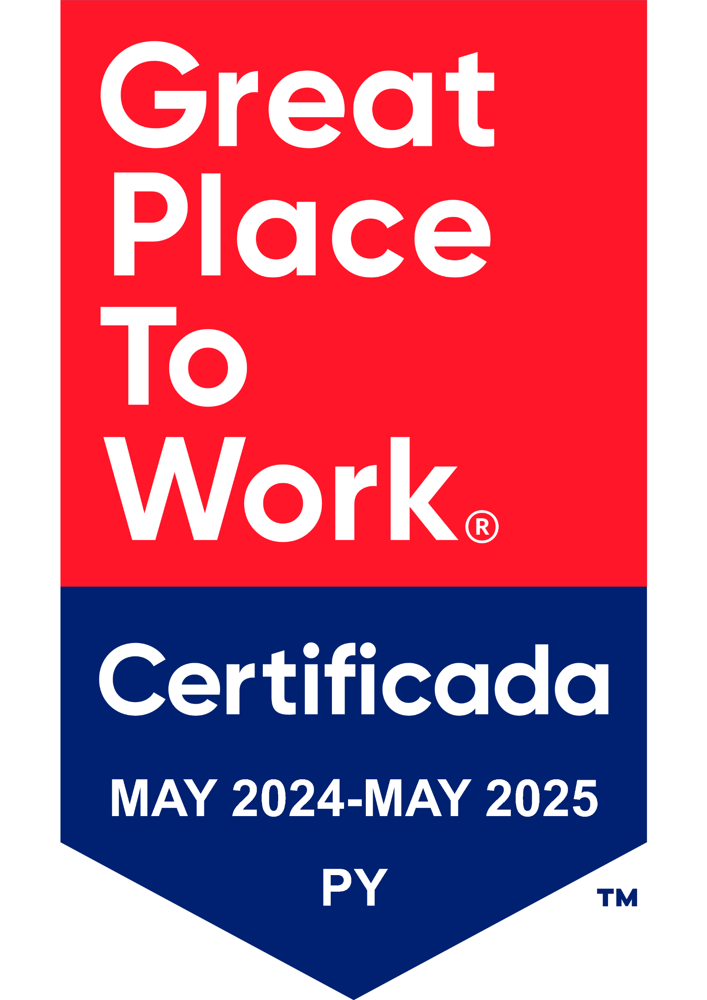 Great
Place
To
Work®
Certificada
MAY 2024-MAY 2025
PY
TM